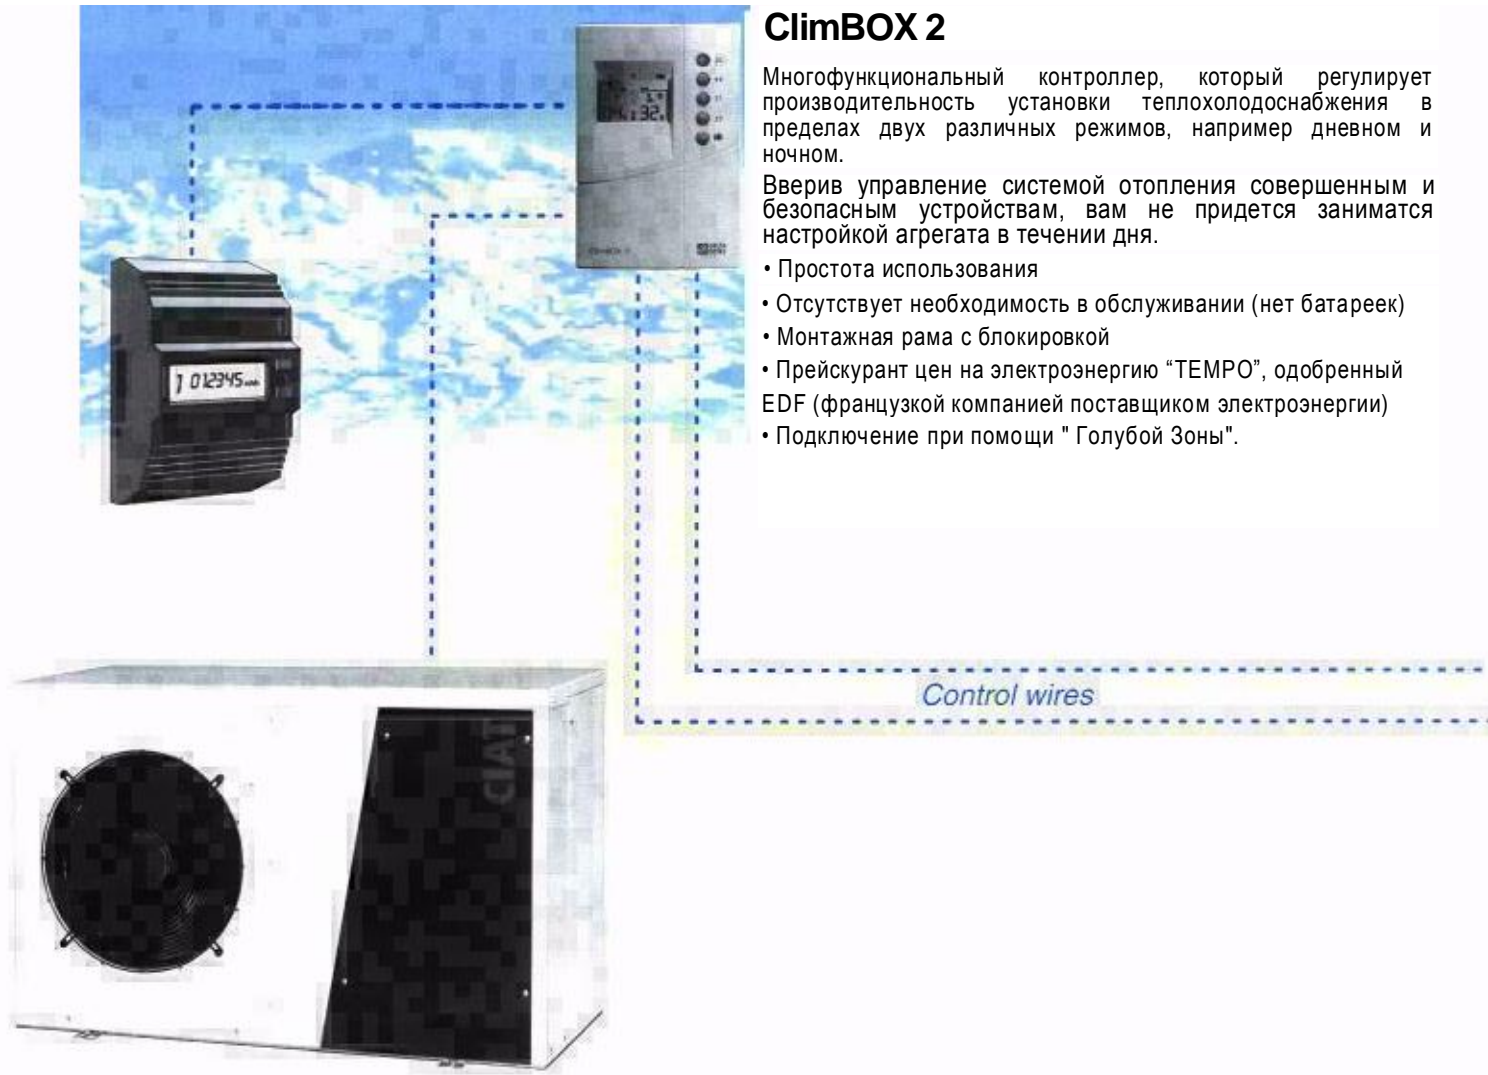 ClimBOX 2
Многофункциональный контроллер, который регулирует
производительность установки теплохолодоснабжения в
пределах двух различных режимов, например дневном и
ночном.
Вверив управление системой отопления совершенным и
безопасным устройствам, вам не придется заниматся
настройкой агрегата в течении дня.
• Простота использования
• Отсутствует необходимость в обслуживании (нет батареек)
• Монтажная рама с блокировкой
• Прейскурант цен на электроэнергию “TEMPO”, одобренный
EDF (французкой компанией поставщиком электроэнергии)
• Подключение при помощи " Голубой Зоны".
1 012345
Control wires
CIAT